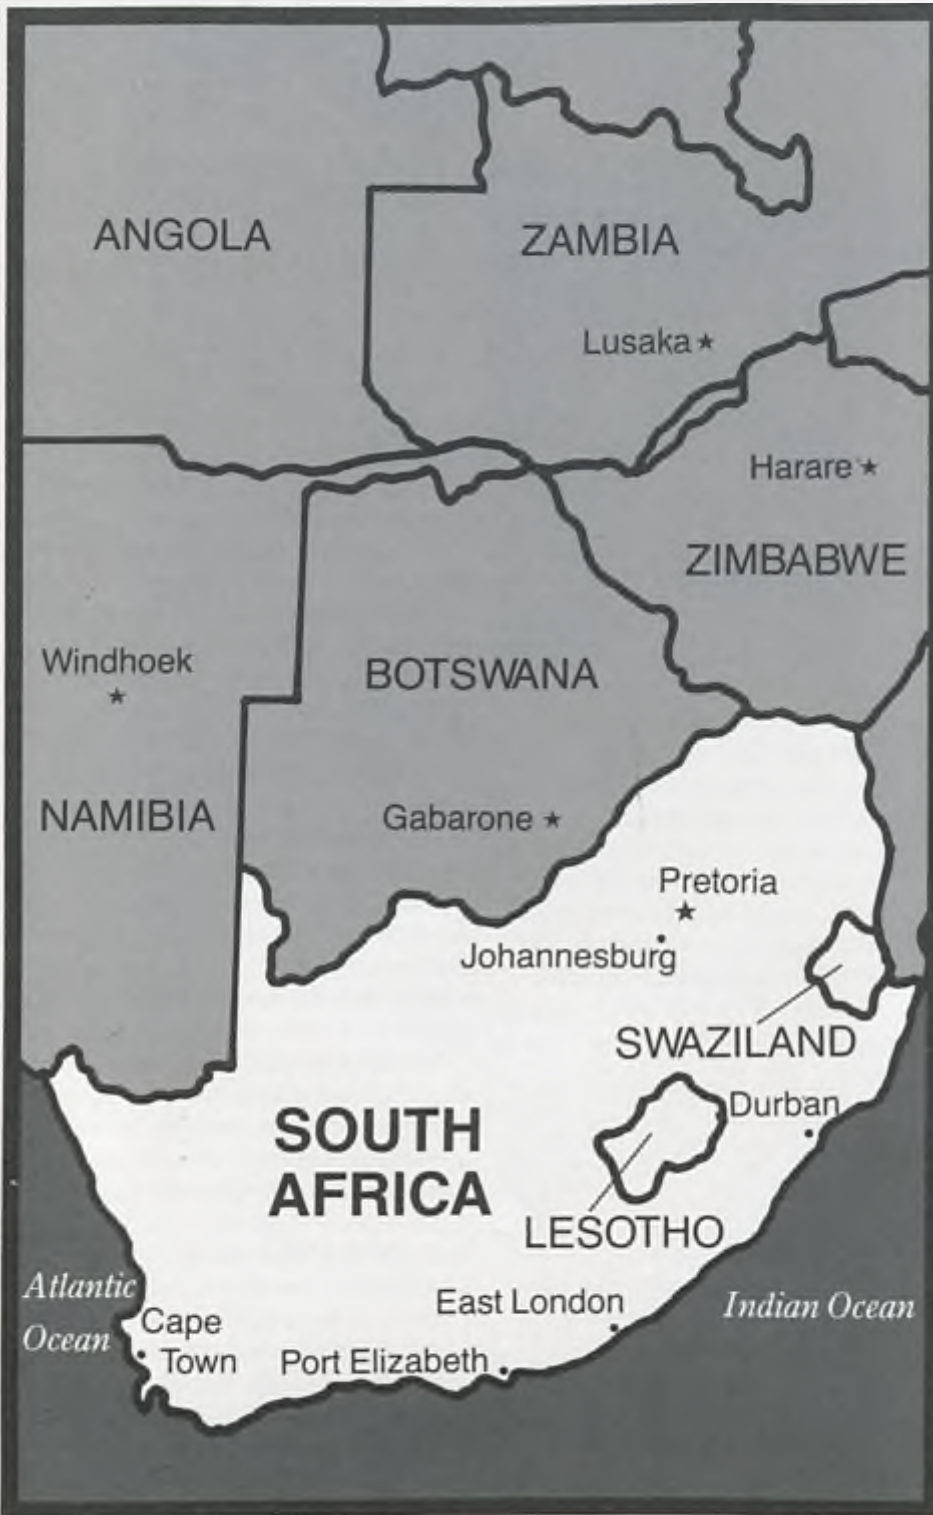 ANGOLA
ZAMBIA
Lusaka
Harare
ZIMBABWE
Windhoek
BOTSWANA
NAMIBIA
Gabarone
Pretoria
Johannesburg
SWAZILAND
Durban
SOUTH
AFRICA
LESOTHO
Atlantic
Ocean
East London
Indian Ocean
Cape
Town
Port Elizabeth